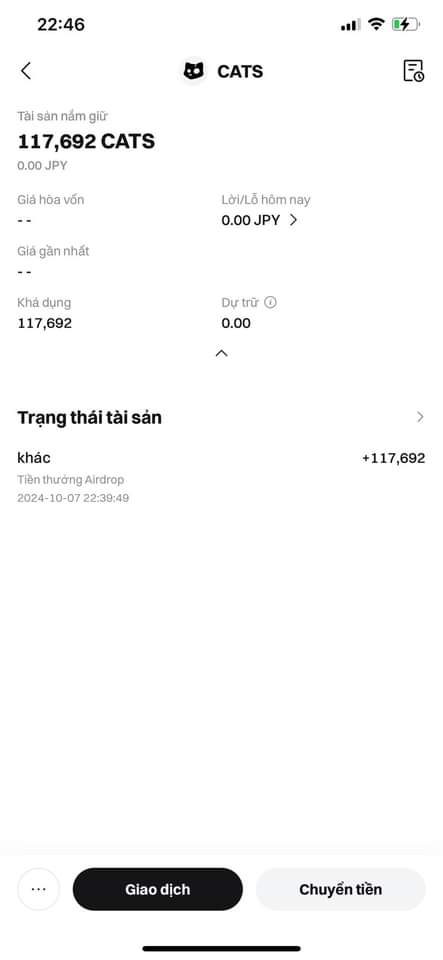 22:46
CATS
Tài sản nắm giữ
117,692 CATS
0.00 JPY
Giá hòa vốn
Lời/Lỗ hôm nay
- -
0.00 JPY
Giá gần nhất
- -
Khả dụng
Dự trữ
117,692
0.00
Trạng thái tài sản
khác
+117,692
Tiền thưởng Airdrop
2024-10-07 22:39:49
Giao dịch
Chuyển tiền